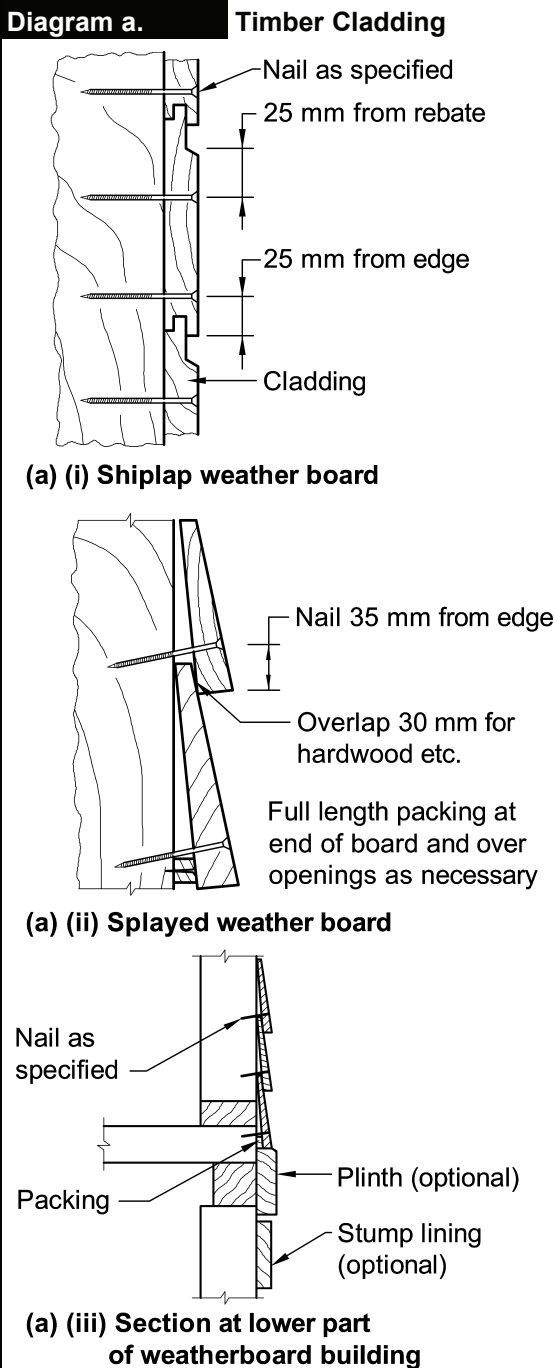 Diagram a. Timber Cladding
Nail as specified
25 mm from rebate
25 mm from edge
Cladding
(a) (i) Shiplap weather board
Nail 35 mm from edge
Overlap 30 mm for
hardwood etc.
Full length packing at
end of board and over
openings as necessary
(a) (ii) Splayed weather board
Nail as
specified
Packing
Plinth (optional)
Stump lining
(optional)
(a) (iii) Section at lower part
of weatherboard building